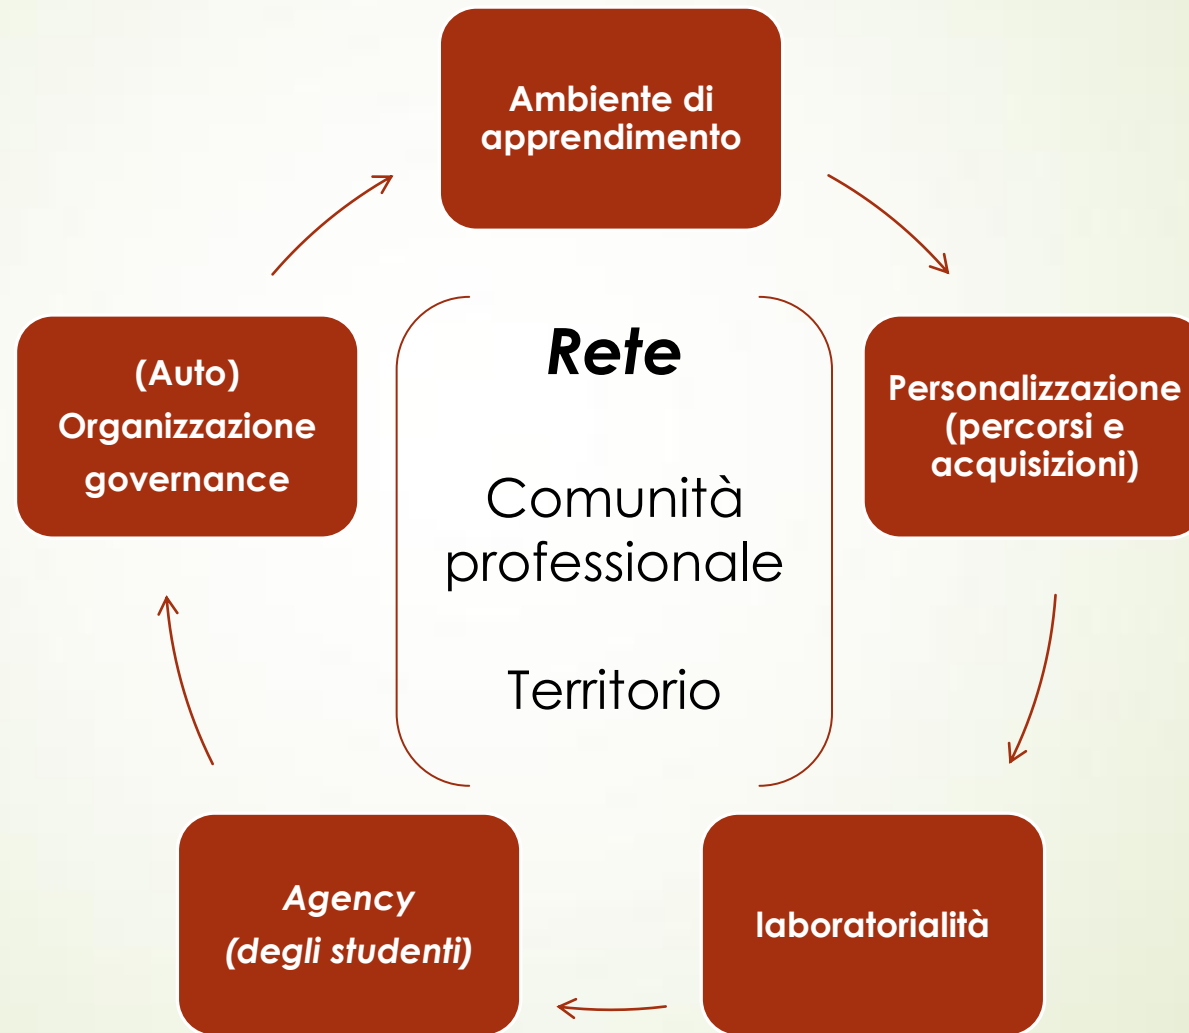 Ambiente di
apprendimento
Personalizzazione
(percorsi e
acquisizioni)
laboratorialità
Agency
(degli studenti)
(Auto)
Organizzazione
governance
Rete
Comunità
professionale
Territorio